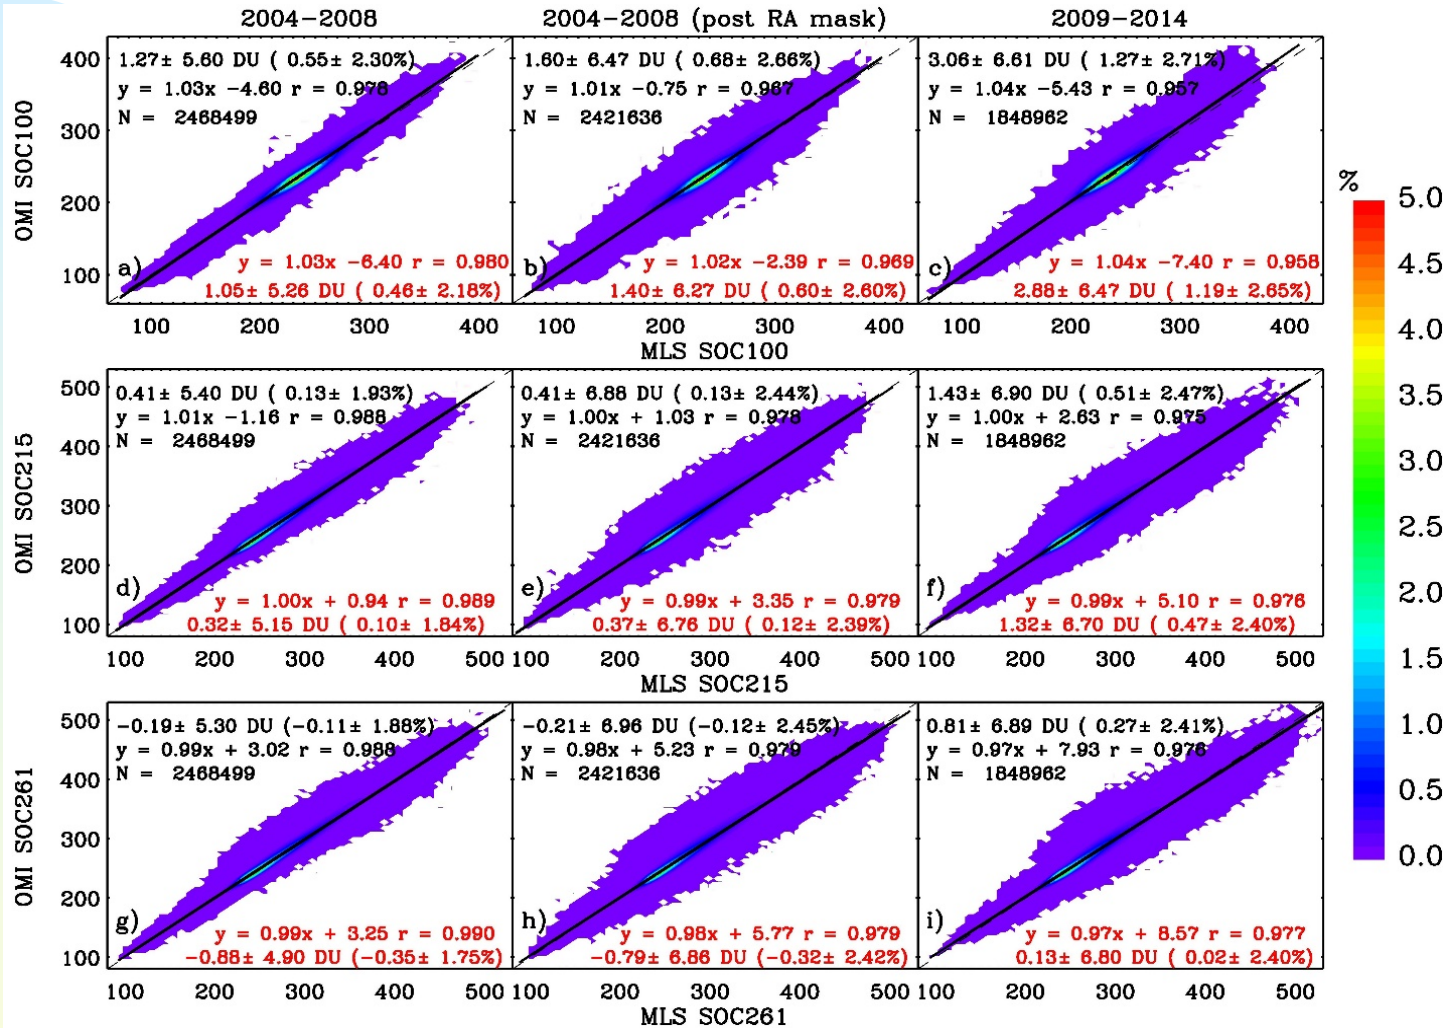 2004-2008
2004-2008 (post RA mask)
2009-2014
OMI SOC100
400
300
200
100
1.27± 5.60 DU ( 0.55± 2.30%)
y = 1.03x -4.60 r = 0.978
N = 2468499
a)
y = 1.03x -6.40 r = 0.980
1.05± 5.26 DU ( 0.46± 2.18%)
1.60± 6.47 DU ( 0.68± 2.66%)
y = 1.01x -0.75 r = 0.967
N = 2421636
b)
y = 1.02x -2.39 r = 0.969
1.40± 6.27 DU ( 0.60± 2.60%)
3.06± 6.61 DU ( 1.27± 2.71%)
y = 1.04x -5.43 r = 0.957
N = 1848962
c)
y = 1.04x -7.40 r = 0.958
2.88± 6.47 DU ( 1.19± 2.65%)
100 200 300 400 100 200 300 400 100 200 300 400
MLS SOC100
OMI SOC215
500
400
300
200
100
0.41± 5.40 DU ( 0.13± 1.93%)
y = 1.01x -1.16 r = 0.988
N = 2468499
d)
y = 1.00x + 0.94 r = 0.989
0.32± 5.15 DU ( 0.10± 1.84%)
0.41± 6.88 DU ( 0.13± 2.44%)
y = 1.00x + 1.03 r = 0.978
N = 2421636
e)
y = 0.99x + 3.35 r = 0.979
0.37± 6.76 DU ( 0.12± 2.39%)
1.43± 6.90 DU ( 0.51± 2.47%)
y = 1.00x + 2.63 r = 0.975
N = 1848962
f)
y = 0.99x + 5.10 r = 0.976
1.32± 6.70 DU ( 0.47± 2.40%)
100 200 300 400 500 100 200 300 400 500 100 200 300 400 500
MLS SOC215
OMI SOC261
500
400
300
200
100
-0.19± 5.30 DU (-0.11± 1.88%)
y = 0.99x + 3.02 r = 0.988
N = 2468499
g)
y = 0.99x + 3.25 r = 0.990
-0.88± 4.90 DU (-0.35± 1.75%)
-0.21± 6.96 DU (-0.12± 2.45%)
y = 0.98x + 5.23 r = 0.979
N = 2421636
h)
y = 0.98x + 5.77 r = 0.979
-0.79± 6.86 DU (-0.32± 2.42%)
0.81± 6.89 DU ( 0.27± 2.41%)
y = 0.97x + 7.93 r = 0.976
N = 1848962
i)
y = 0.97x + 8.57 r = 0.977
0.13± 6.80 DU ( 0.02± 2.40%)
100 200 300 400 500 100 200 300 400 500 100 200 300 400 500
MLS SOC261
%
5.0
4.5
4.0
3.5
3.0
2.5
2.0
1.5
1.0
0.5
0.0